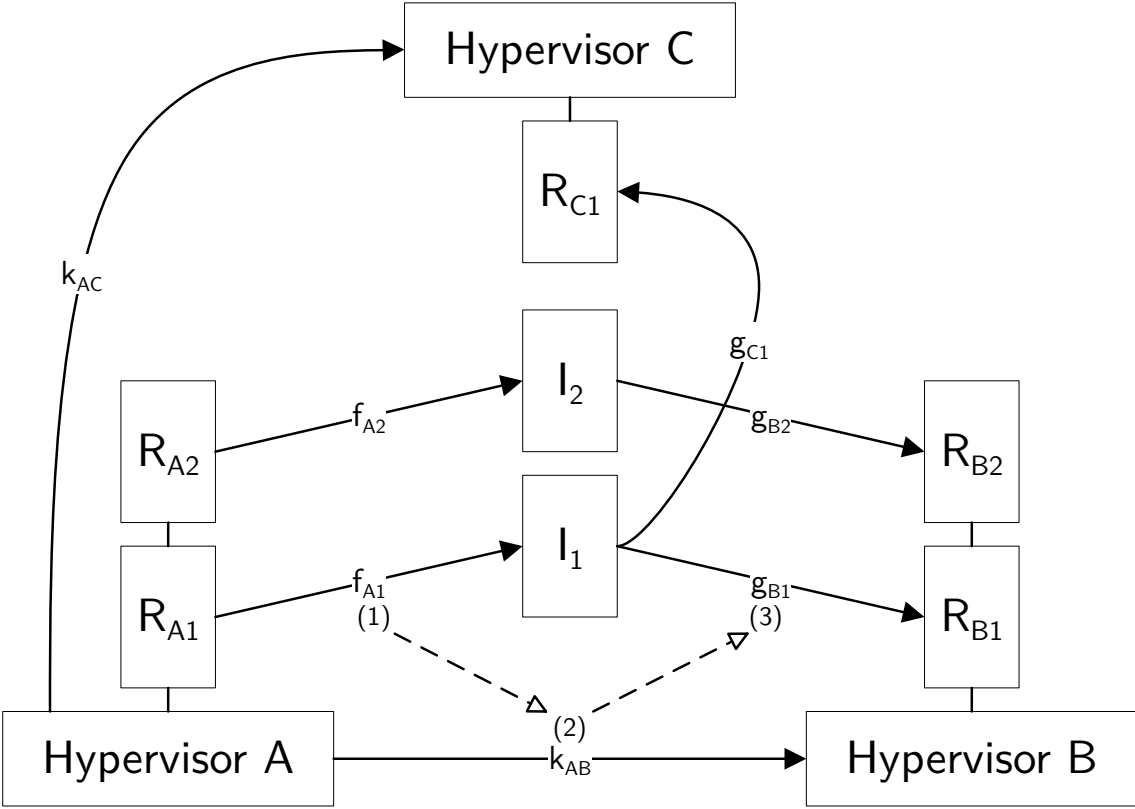 Hypervisor C
R_C1
k_AC
g_C1
I_2
f_A2
g_B2
R_A2
R_B2
I_1
f_A1
g_B1
(1)
(3)
R_A1
R_B1
(2)
k_AB
Hypervisor A
Hypervisor B